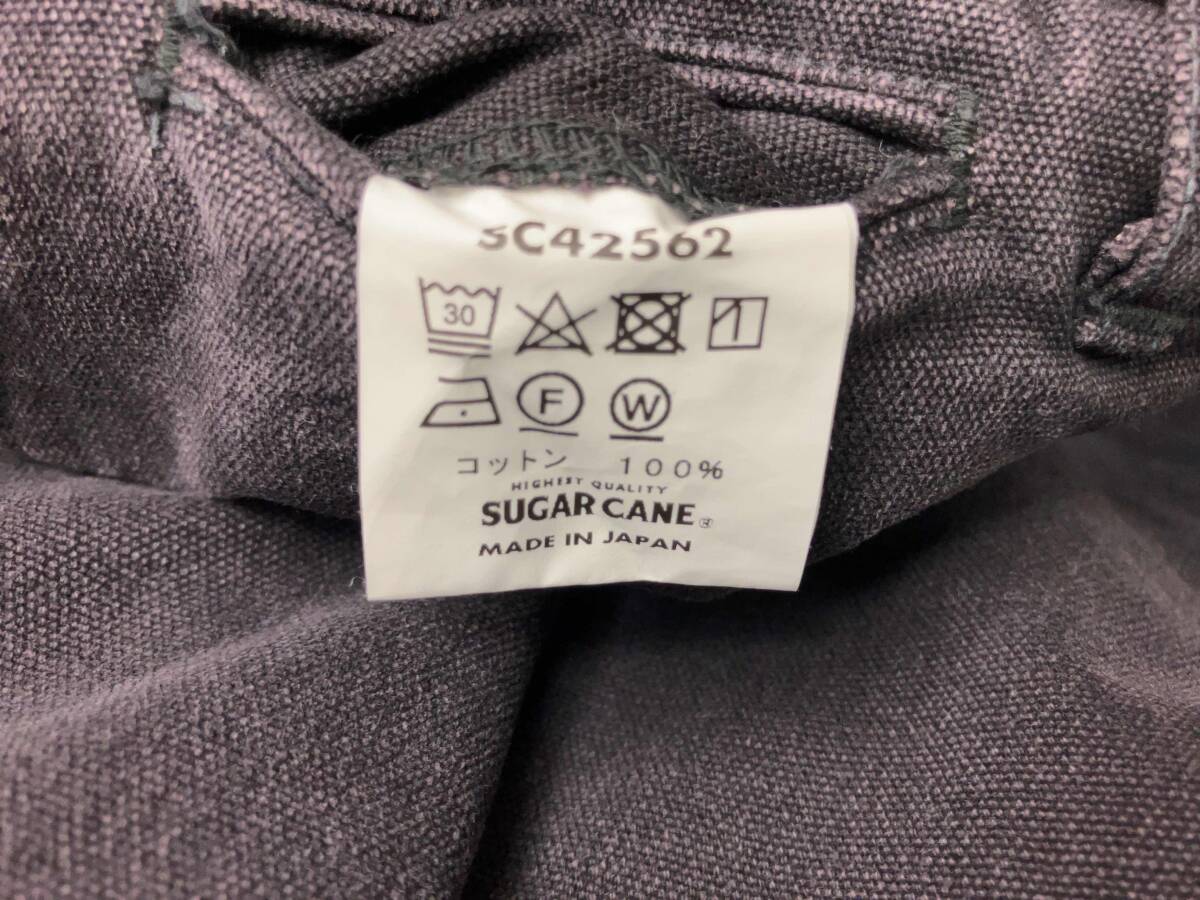 SC42562
30
F W
コットン 100%
HIGHEST QUALITY
SUGAR CANE®
MADE IN JAPAN